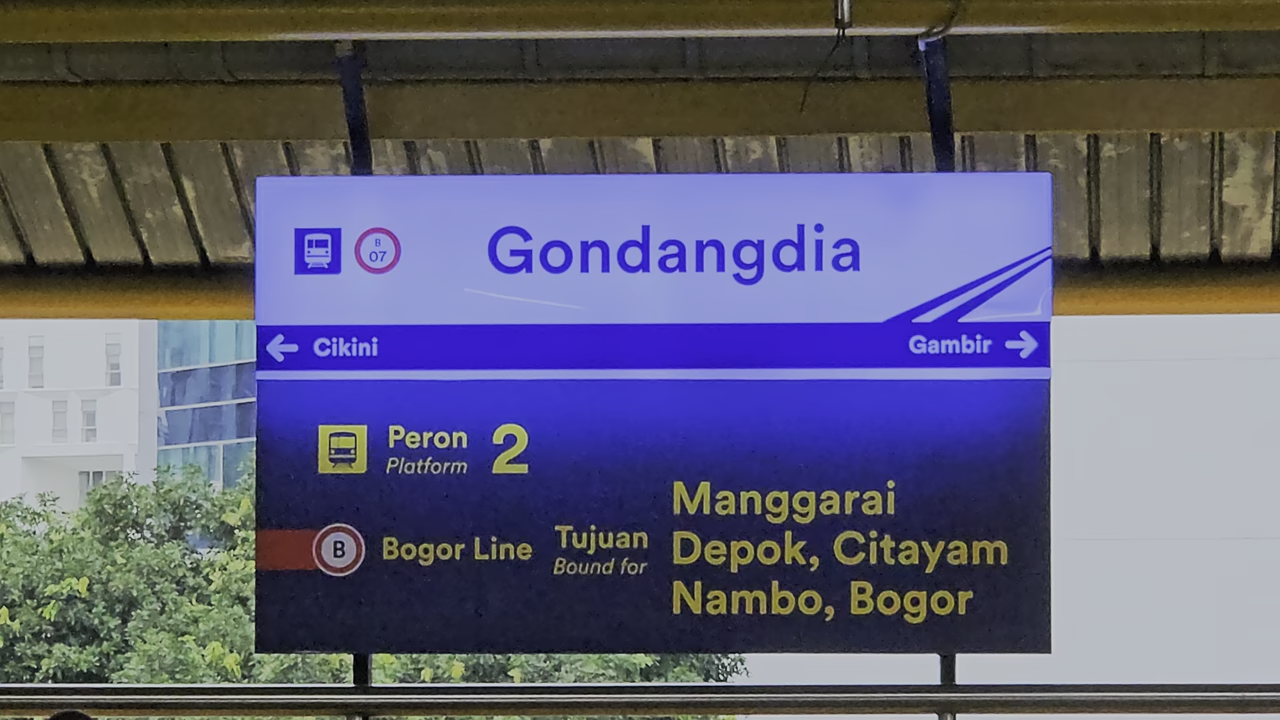 B
07
Gondangdia
← Cikini
Gambir →
Peron 2
Platform
B Bogor Line
Tujuan
Bound for
Manggarai
Depok, Citayam
Nambo, Bogor